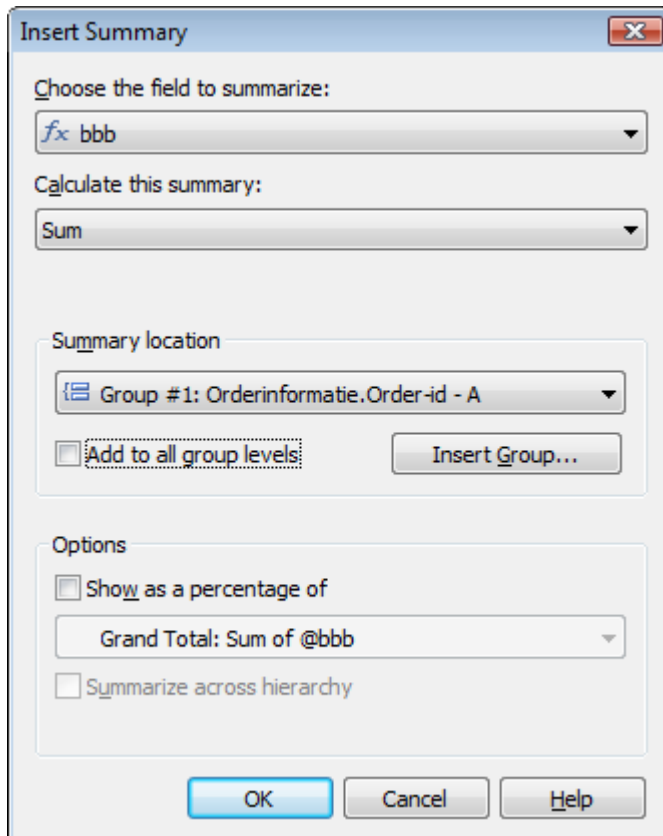 Insert Summary
Choose the field to summarize:
fx bbb
Calculate this summary:
Sum
Summary location
Group #1: Orderinformatie.Order-id - A
Add to all group levels
Insert Group...
Options
Show as a percentage of
Grand Total: Sum of @bbb
Summarize across hierarchy
OK
Cancel
Help